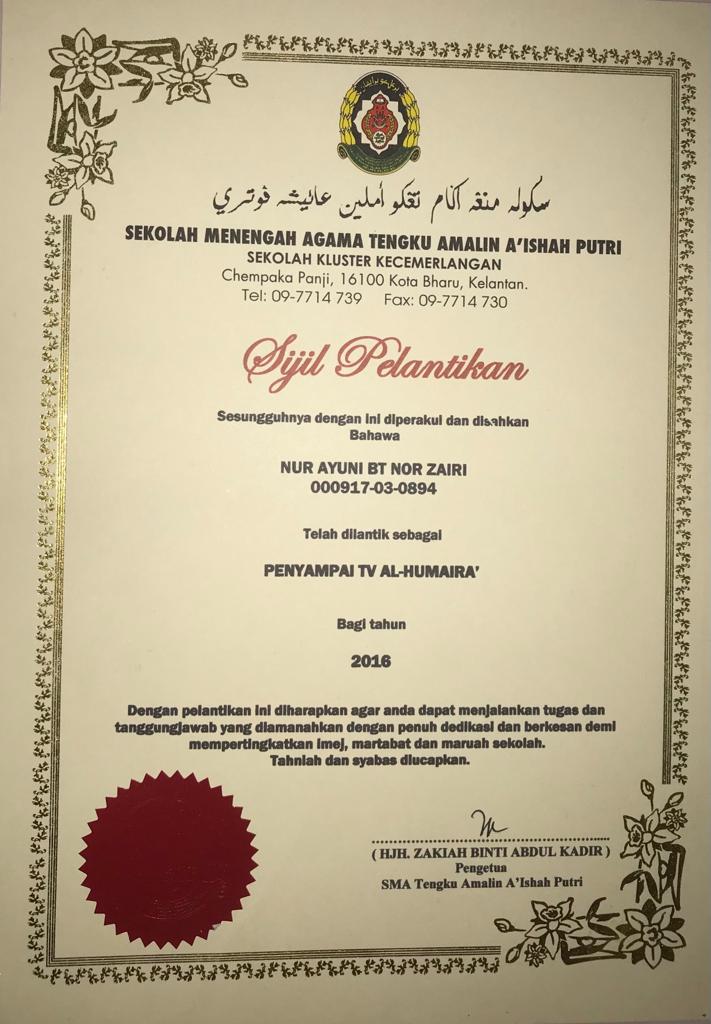 سكوله منڠه اݢام تڠكو أملين عائيشه ڤوتري
SEKOLAH MENENGAH AGAMA TENGKU AMALIN A'ISHAH PUTRI
SEKOLAH KLUSTER KECEMERLANGAN
Chempaka Panji, 16100 Kota Bharu, Kelantan.
Tel: 09-7714 739 Fax: 09-7714 730
Sijil Pelantikan
Sesungguhnya dengan ini diperakui dan disahkan
Bahawa
NUR AYUNI BT NOR ZAIRI
000917-03-0894
Telah dilantik sebagai
PENYAMPAI TV AL-HUMAIRA'
Bagi tahun
2016
Dengan pelantikan ini diharapkan agar anda dapat menjalankan tugas dan
tanggungjawab yang diamanahkan dengan penuh dedikasi dan berkesan demi
mempertingkatkan imej, martabat dan maruah sekolah.
Tahniah dan syabas diucapkan.
( HJH. ZAKIAH BINTI ABDUL KADIR )
Pengetua
SMA Tengku Amalin A'Ishah Putri